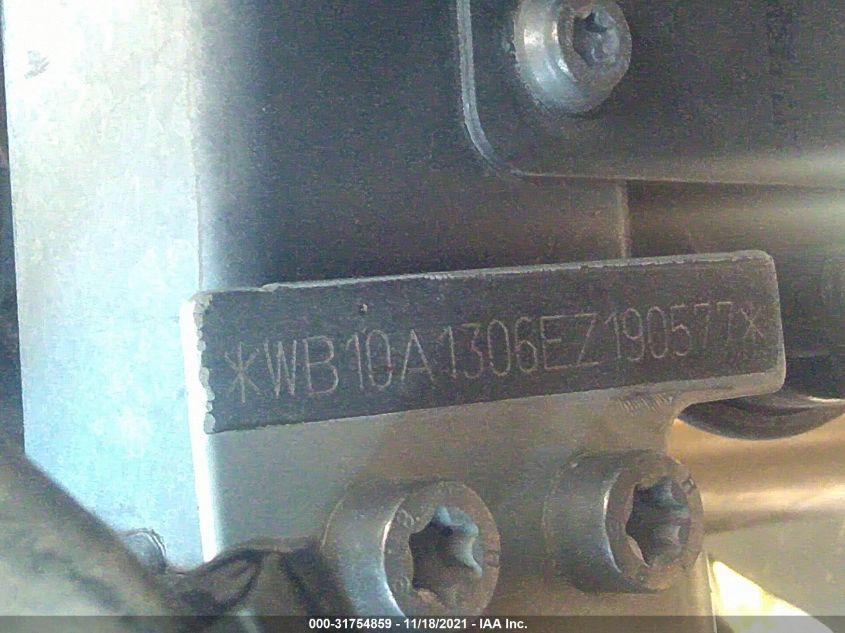 *WB10A1306EZ190577*
000-31754859 - 11/18/2021 - IAA Inc.